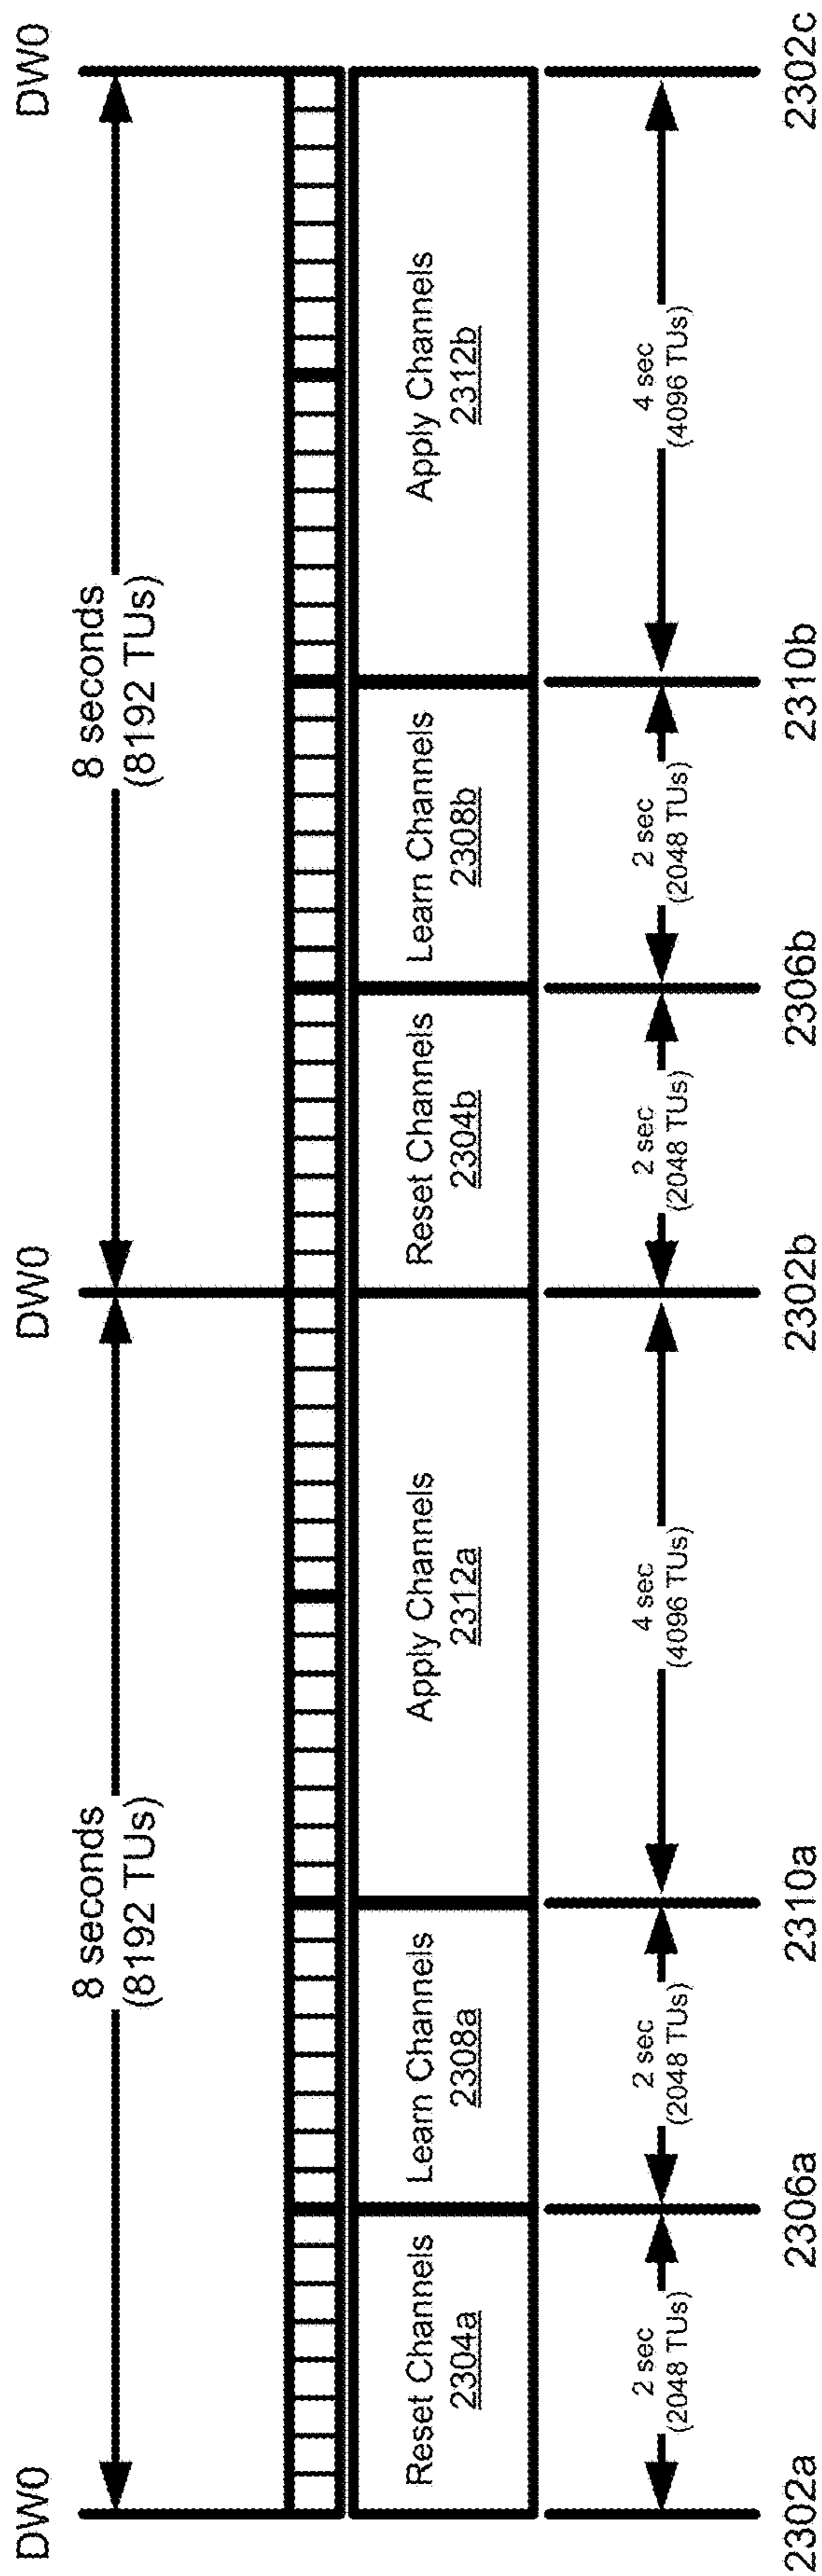 DW0
DW0
DW0
8 seconds
(8192 TUs)
8 seconds
(8192 TUs)
Reset Channels
2304a
Learn Channels
2308a
Apply Channels
2312a
Reset Channels
2304b
Learn Channels
2308b
Apply Channels
2312b
2 sec
(2048 TUs)
2 sec
(2048 TUs)
4 sec
(4096 TUs)
2 sec
(2048 TUs)
2 sec
(2048 TUs)
4 sec
(4096 TUs)
2302a
2306a
2310a
2302b
2306b
2310b
2302c